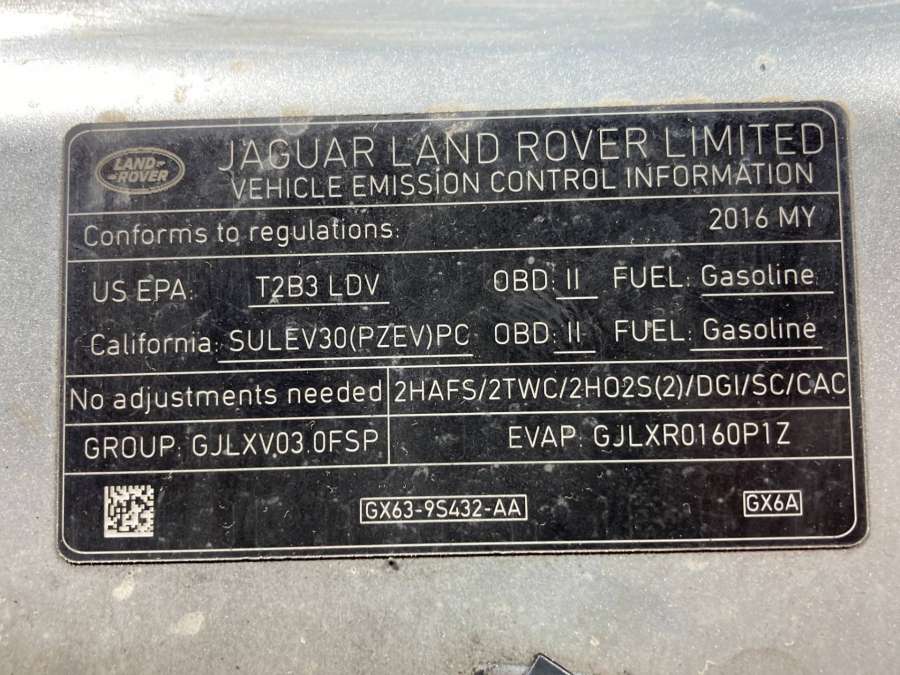 LAND-
-ROVER
JAGUAR LAND ROVER LIMITED
VEHICLE EMISSION CONTROL INFORMATION
Conforms to regulations: 2016 MY
US EPA: T2B3 LDV OBD: II FUEL: Gasoline
California: SULEV30(PZEV)PC OBD: II FUEL: Gasoline
No adjustments needed 2HAFS/2TWC/2HO2S(2)/DGI/SC/CAC
GROUP: GJLXV03.0FSP EVAP: GJLXR0160P1Z
GX63-9S432-AA GX6A